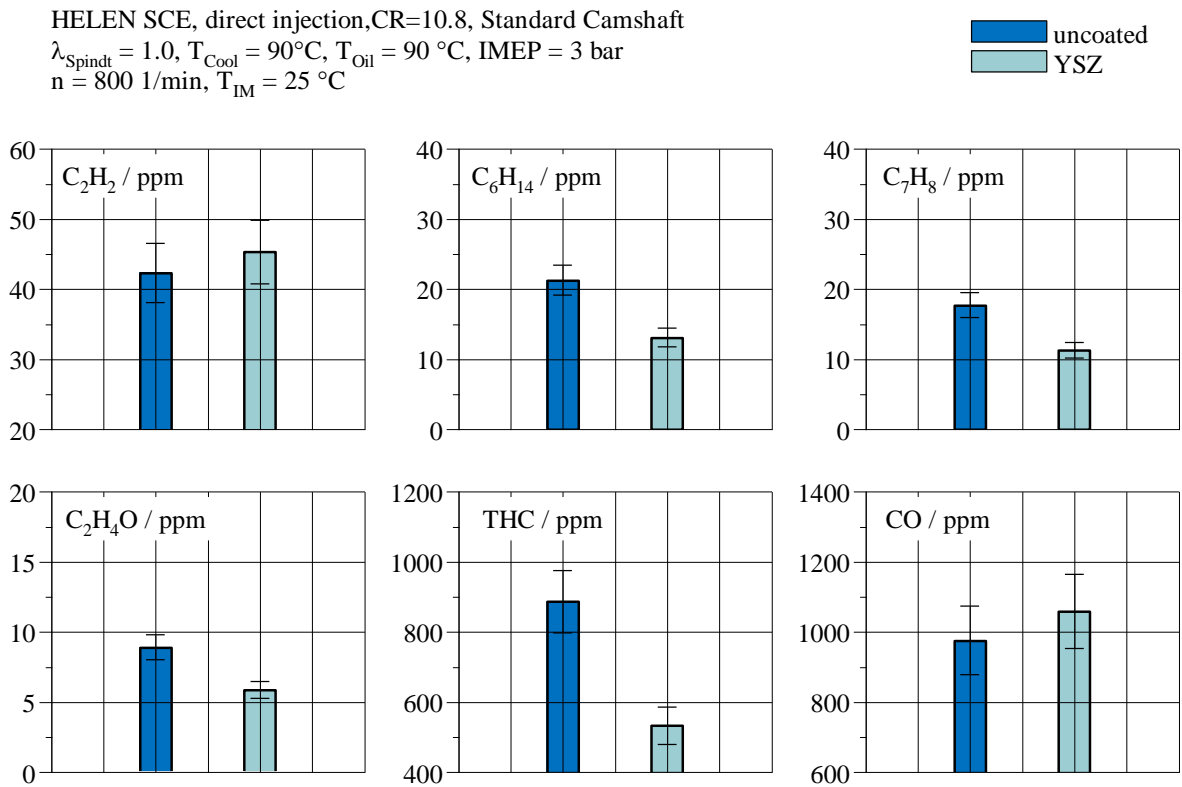 HELEN SCE, direct injection,CR=10.8, Standard Camshaft
λSpindt = 1.0, TCool = 90°C, TOil = 90 °C, IMEP = 3 bar
n = 800 1/min, TIM = 25 °C
uncoated
YSZ
C2H2 / ppm
60
50
40
30
20
C6H14 / ppm
40
30
20
10
0
C7H8 / ppm
40
30
20
10
0
C2H4O / ppm
20
15
10
5
0
THC / ppm
1200
1000
800
600
400
CO / ppm
1400
1200
1000
800
600